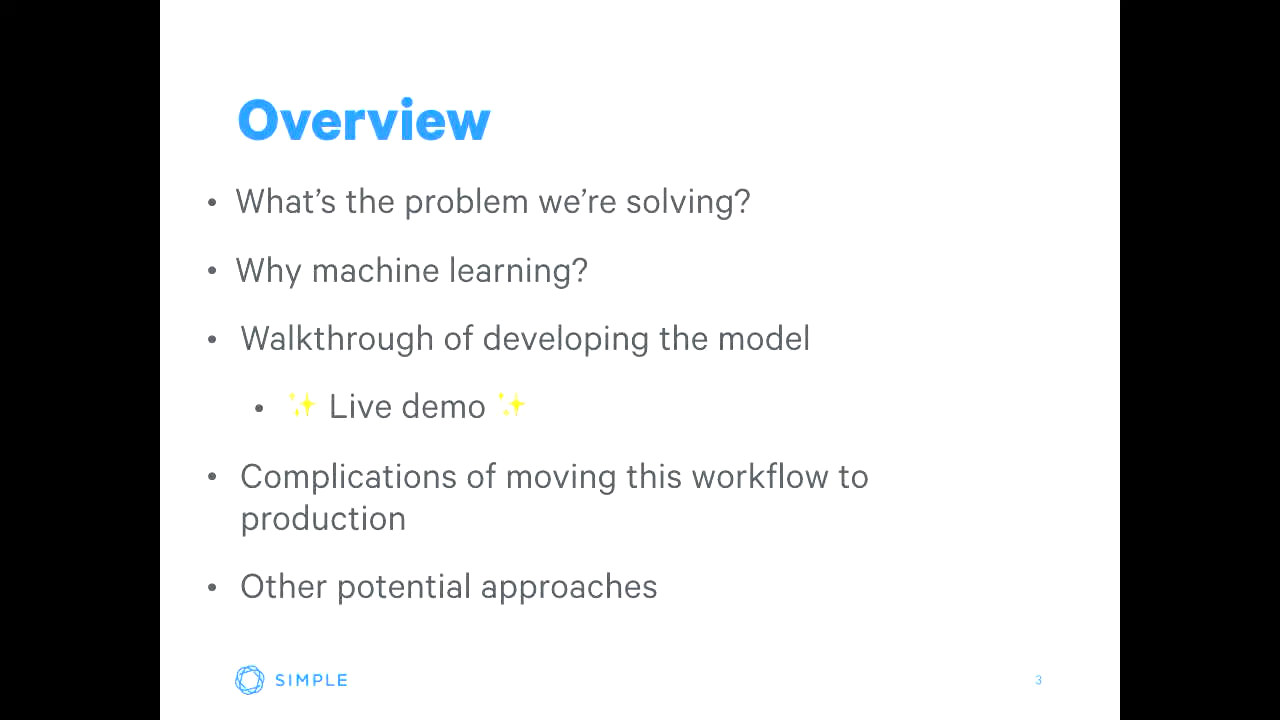 Overview
• What’s the problem we’re solving?
• Why machine learning?
• Walkthrough of developing the model
• ✨ Live demo ✨
• Complications of moving this workflow to
production
• Other potential approaches
SIMPLE
3